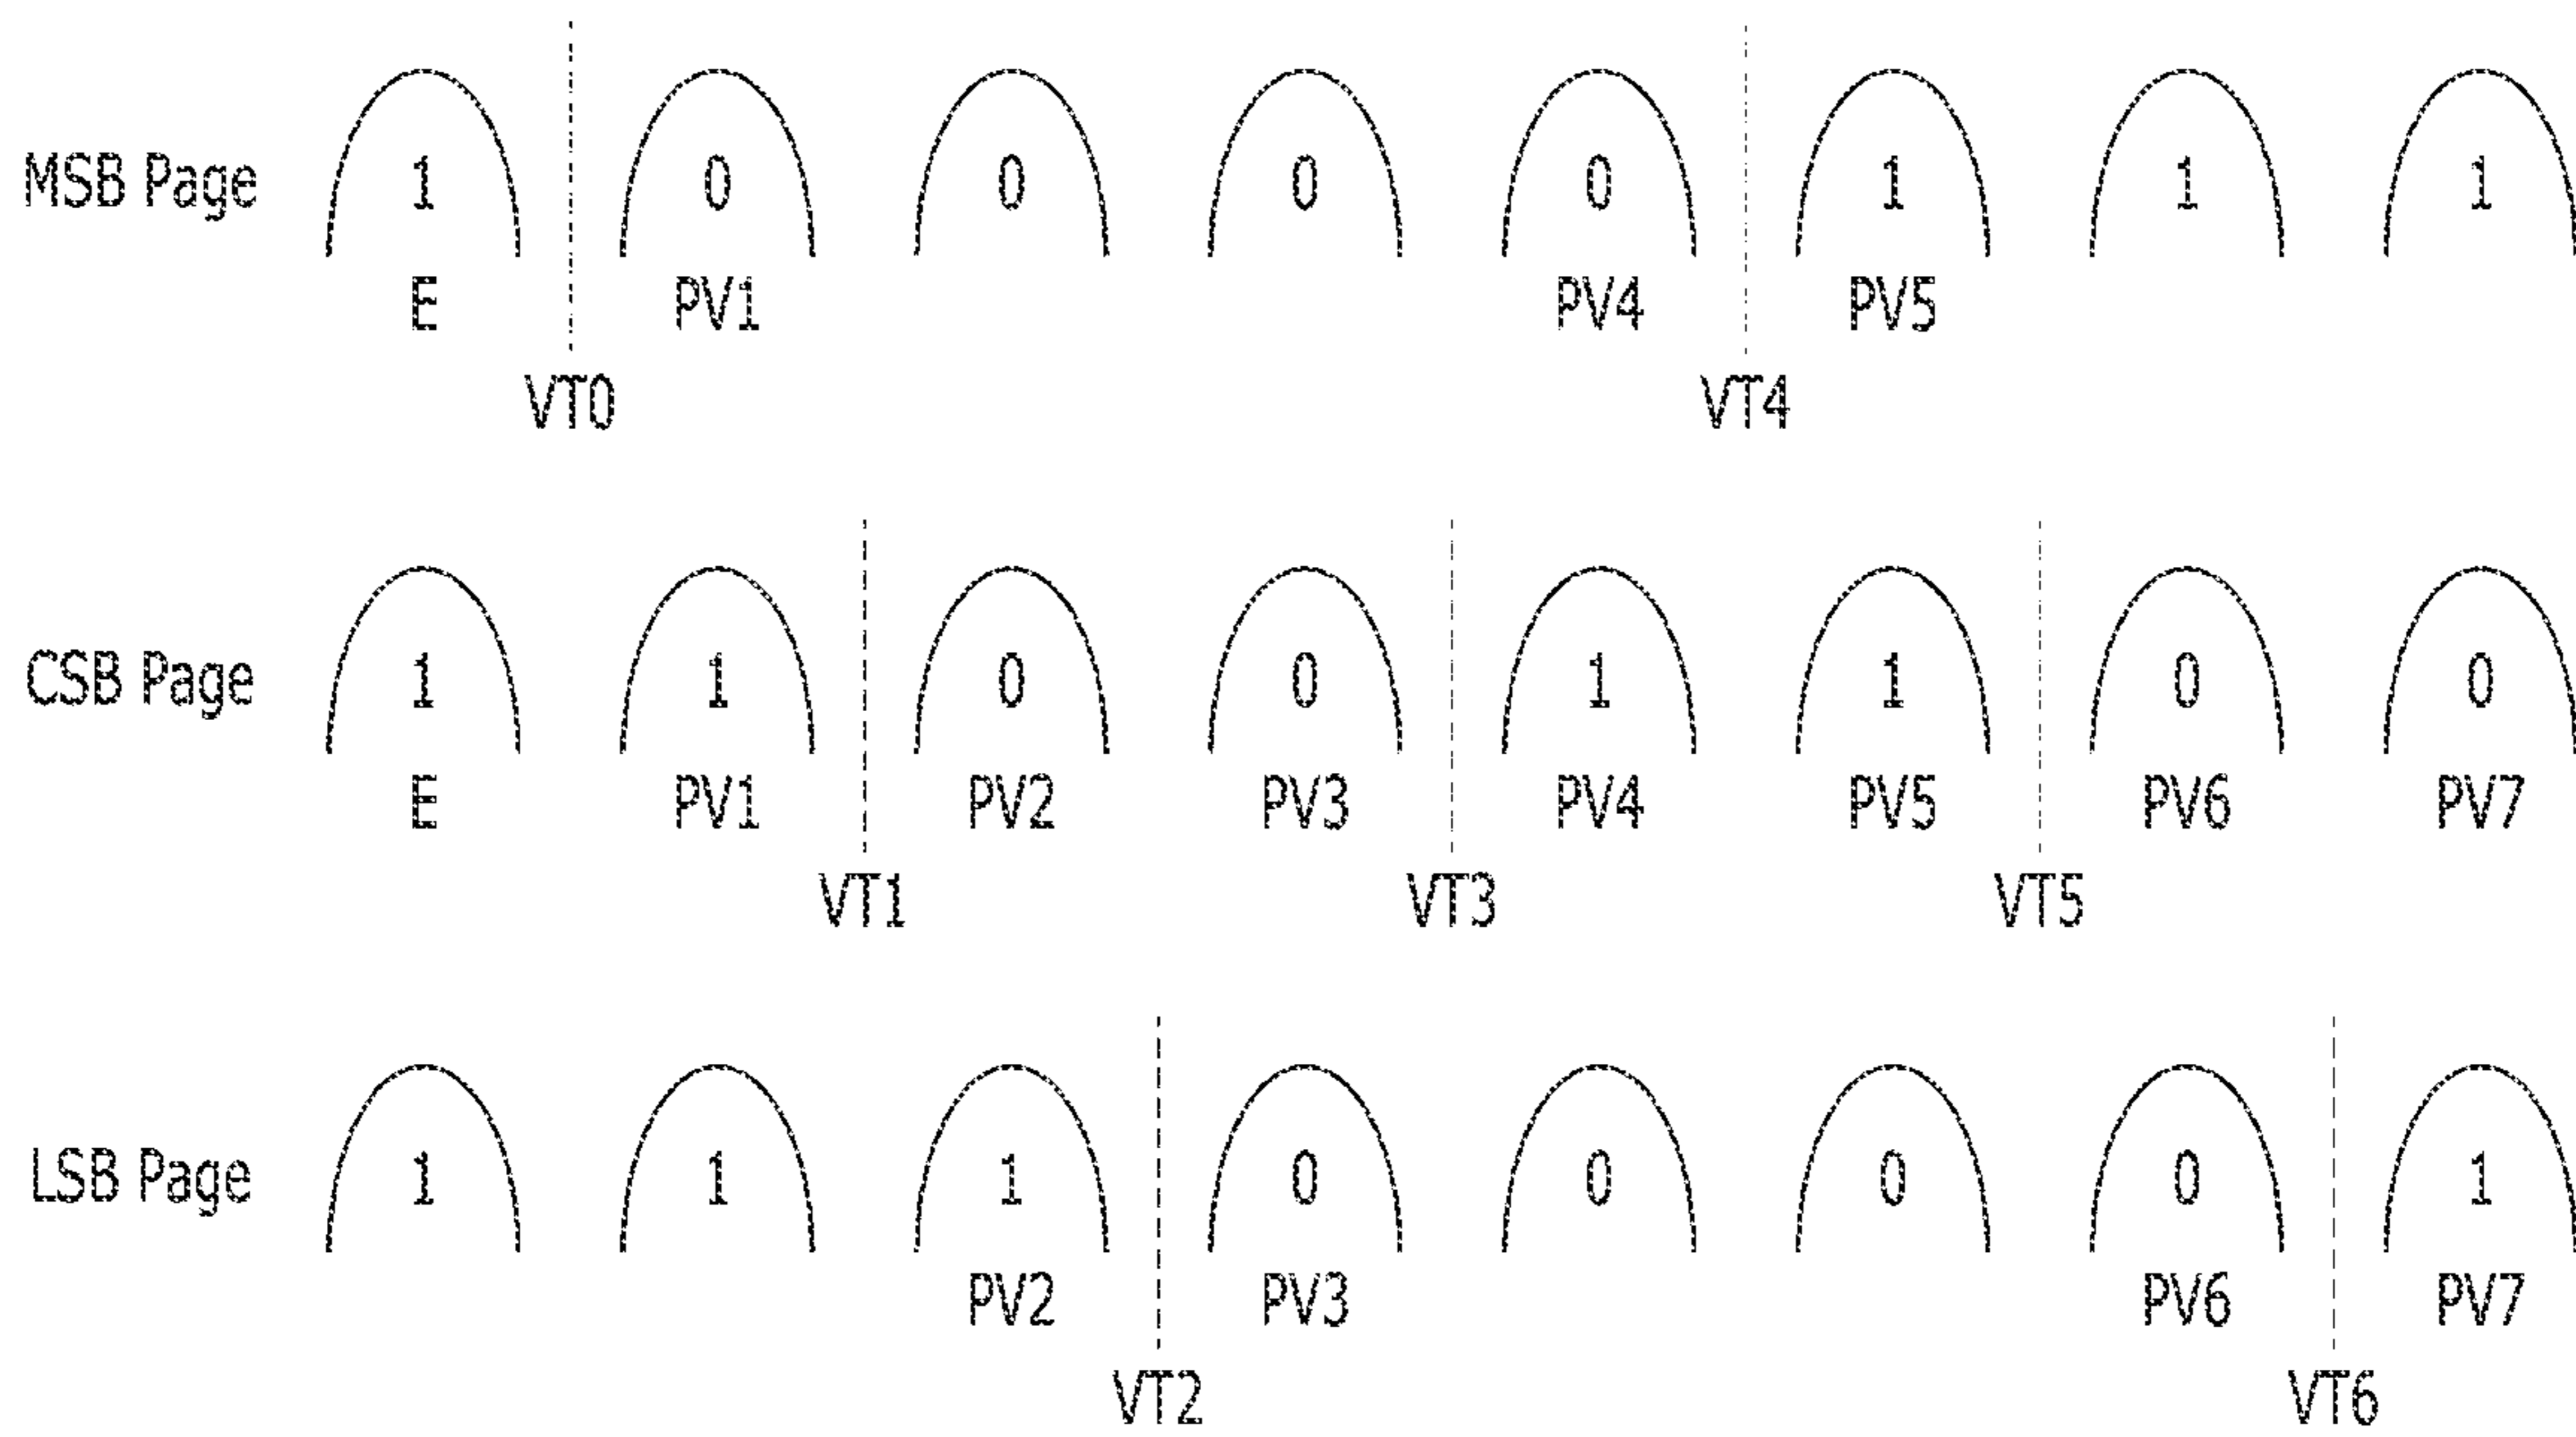 MSB Page 1 0 0 0 0 1 1 1
E PV1 PV4 PV5
VT0 VT4
CSB Page 1 1 0 0 1 1 0 0
E PV1 PV2 PV3 PV4 PV5 PV6 PV7
VT1 VT3 VT5
LSB Page 1 1 1 0 0 0 0 1
PV2 PV3 PV6 PV7
VT2 VT6